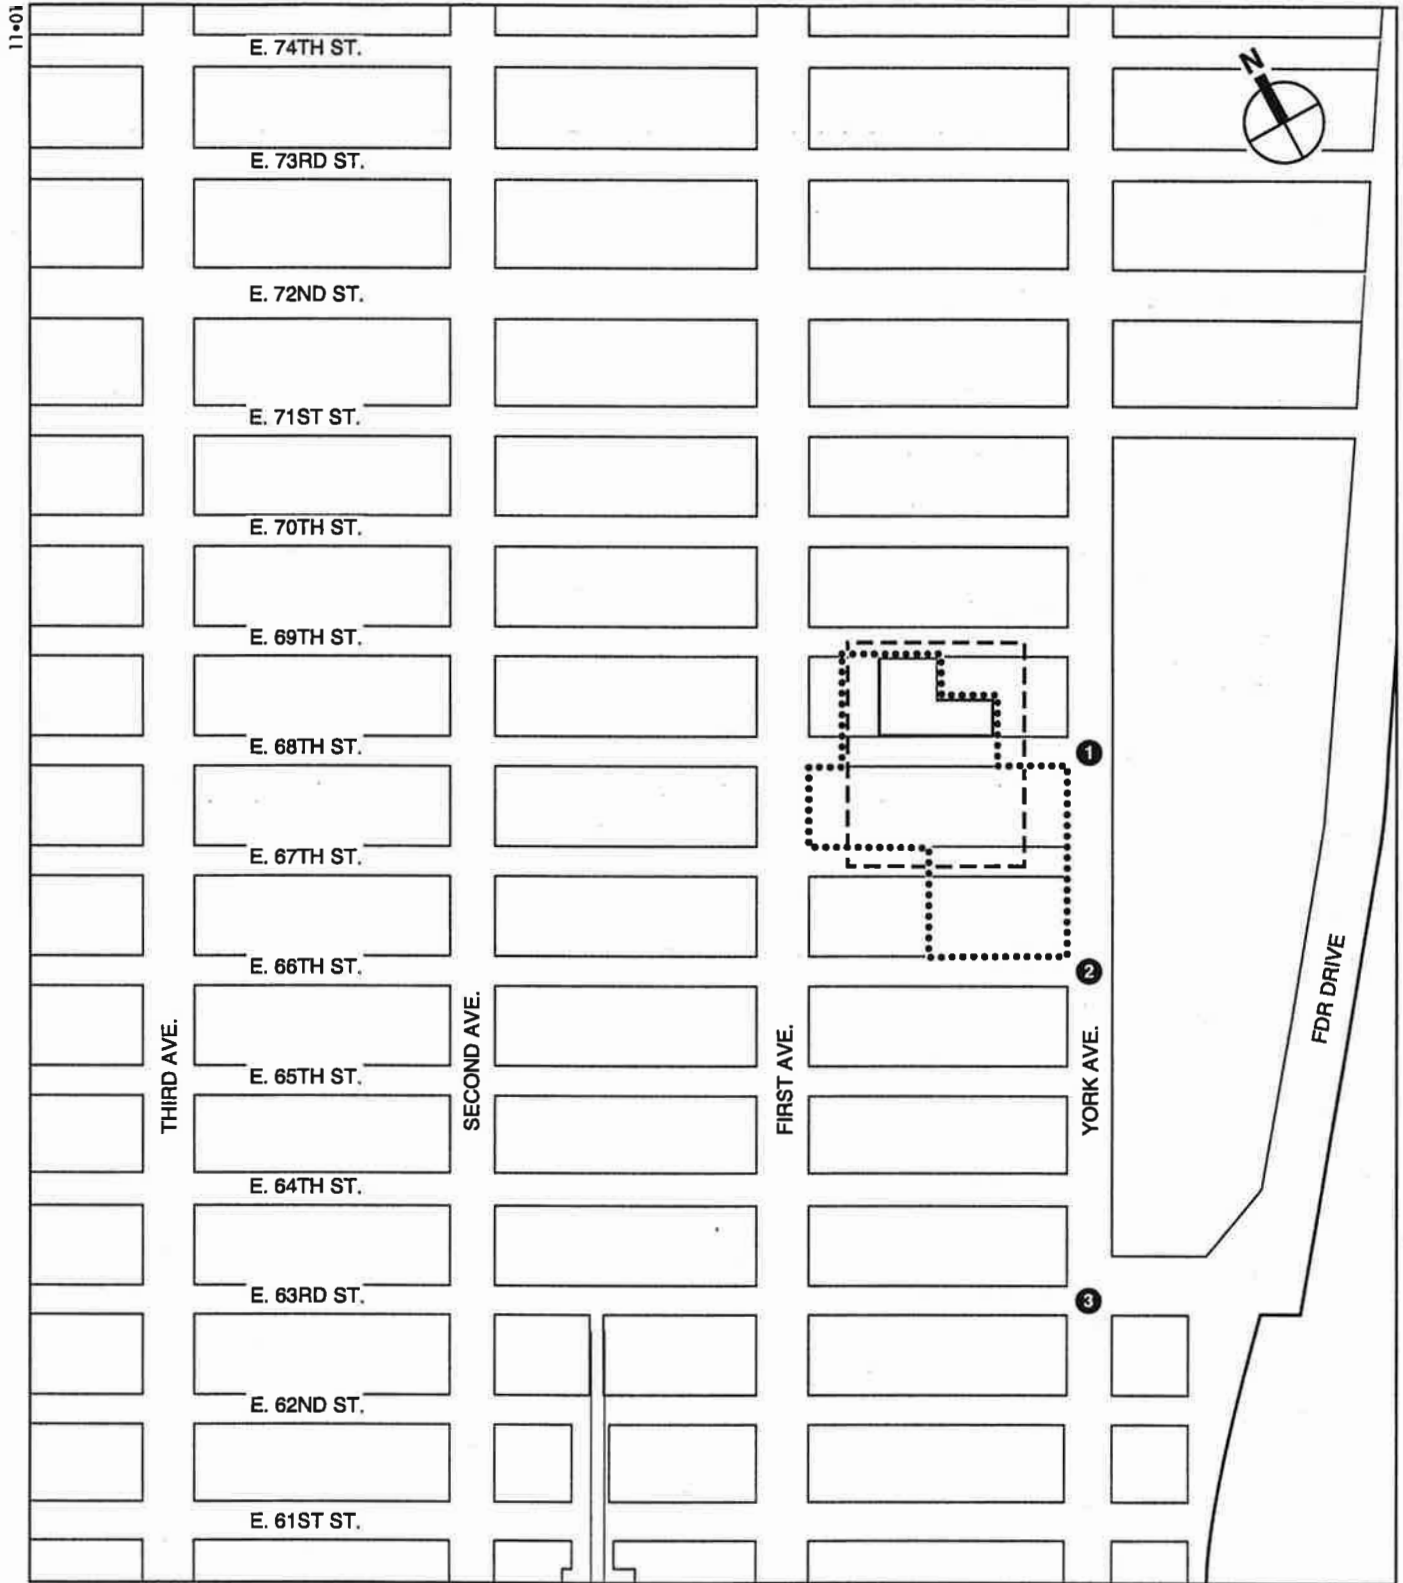 11•01
E. 74TH ST.
N
E. 73RD ST.
E. 72ND ST.
E. 71ST ST.
E. 70TH ST.
E. 69TH ST.
E. 68TH ST.
1
E. 67TH ST.
E. 66TH ST.
2
THIRD AVE.
SECOND AVE.
FIRST AVE.
YORK AVE.
FDR DRIVE
E. 65TH ST.
E. 64TH ST.
E. 63RD ST.
3
E. 62ND ST.
E. 61ST ST.